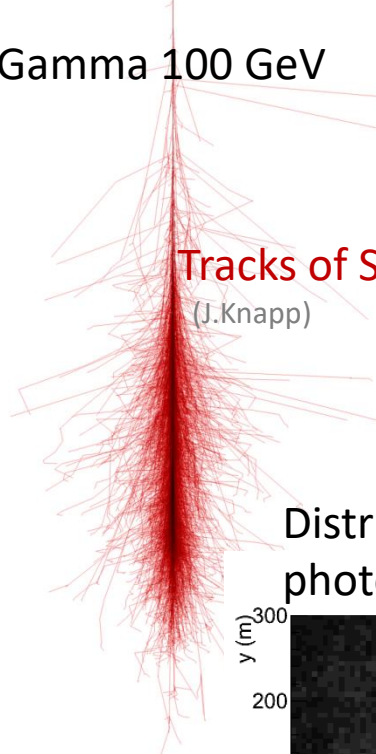 Gamma 100 GeV
Tracks of S
(J.Knapp)
Distr
phot
y (m)
300
200